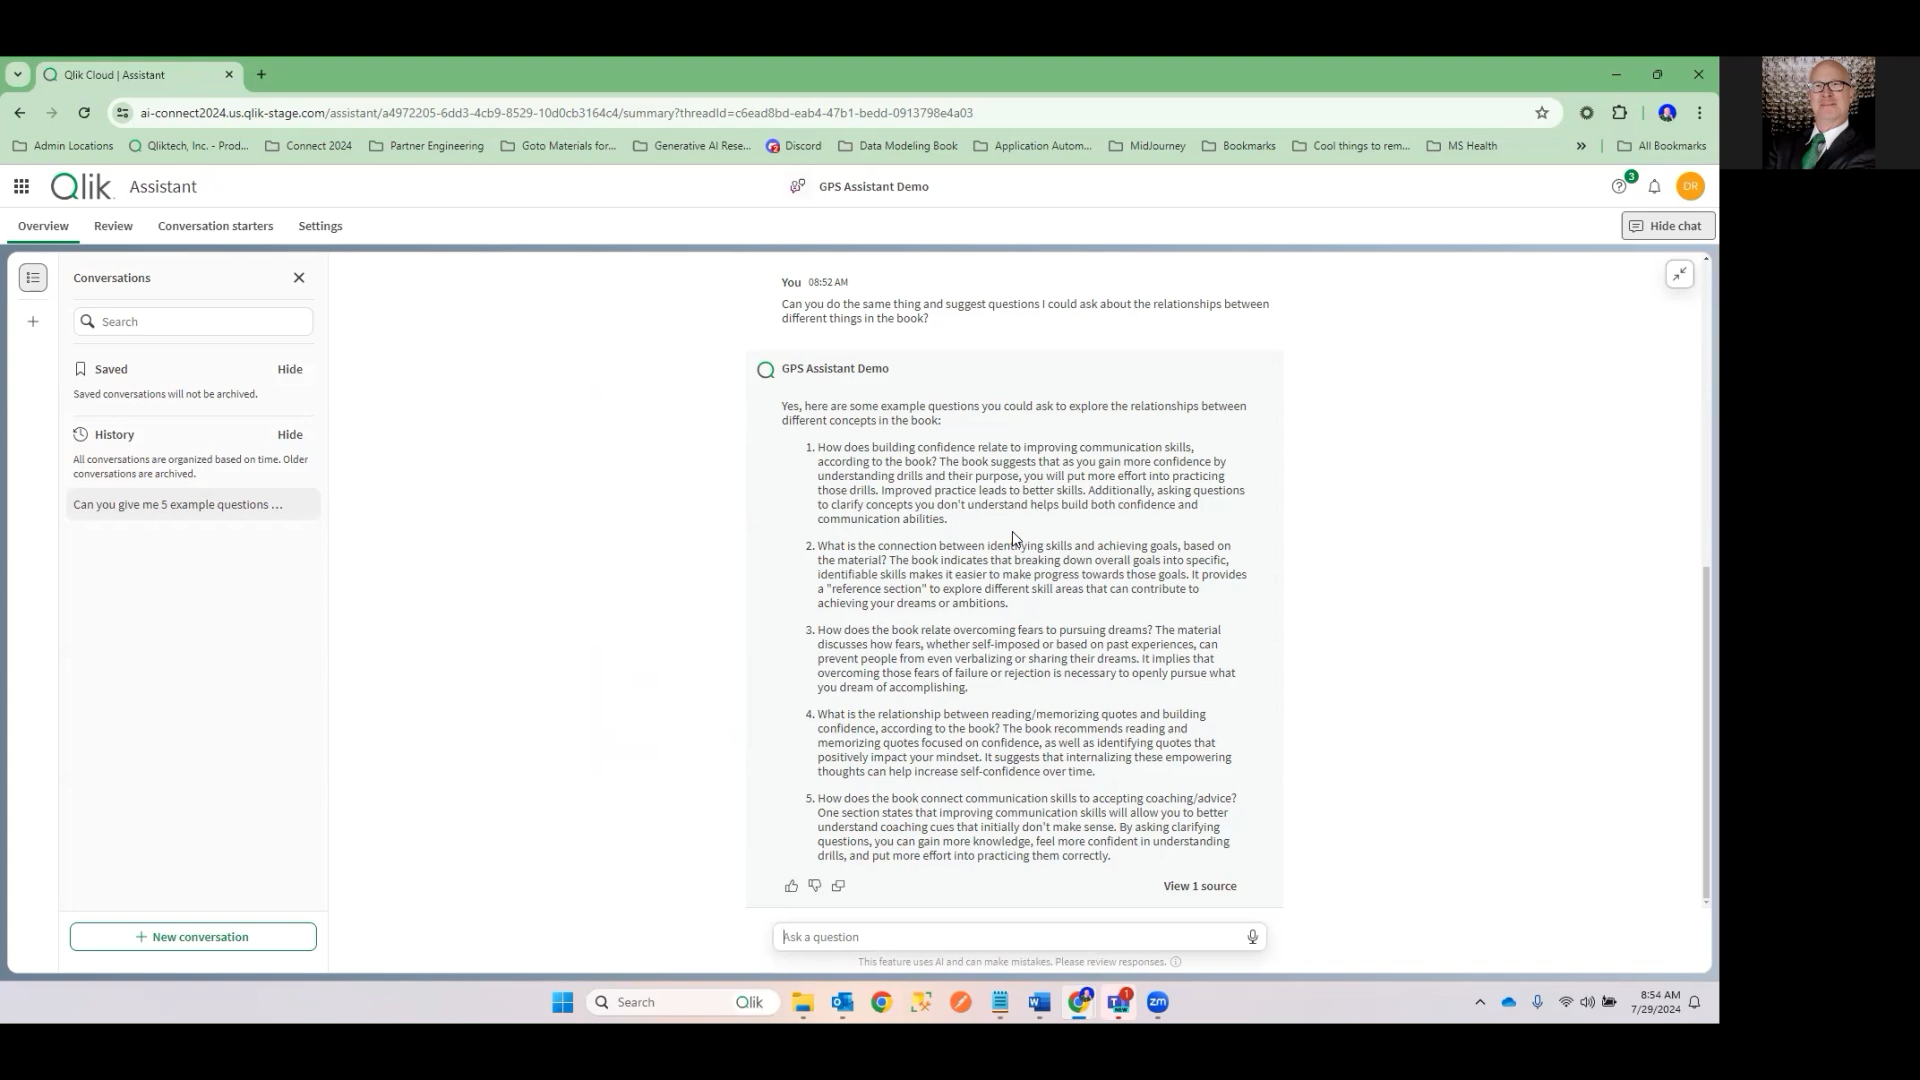 Qlik Cloud | Assistant
ai-connect2024.us.qlik-stage.com/assistant/a4972205-6dd3-4cb9-8529-10d0cb3164c4/summary?threadId=c6ead8bd-eab4-47b1-bedd-0913798e4a03
Admin Locations Qliktech, Inc. - Prod... Connect 2024 Partner Engineering Goto Materials for... Generative AI Rese... Discord Data Modeling Book Application Autom... MidJourney Bookmarks Cool things to rem... MS Health » All Bookmarks
Qlik Assistant GPS Assistant Demo 3 DR
Overview Review Conversation starters Settings Hide chat
Conversations
Search
Saved Hide
Saved conversations will not be archived.
History Hide
All conversations are organized based on time. Older
conversations are archived.
Can you give me 5 example questions ...
New conversation
You 08:52 AM
Can you do the same thing and suggest questions I could ask about the relationships between
different things in the book?
GPS Assistant Demo
Yes, here are some example questions you could ask to explore the relationships between
different concepts in the book:
1. How does building confidence relate to improving communication skills,
according to the book? The book suggests that as you gain more confidence by
understanding drills and their purpose, you will put more effort into practicing
those drills. Improved practice leads to better skills. Additionally, asking questions
to clarify concepts you don't understand helps build both confidence and
communication abilities.
2. What is the connection between identifying skills and achieving goals, based on
the material? The book indicates that breaking down overall goals into specific,
identifiable skills makes it easier to make progress towards those goals. It provides
a "reference section" to explore different skill areas that can contribute to
achieving your dreams or ambitions.
3. How does the book relate overcoming fears to pursuing dreams? The material
discusses how fears, whether self-imposed or based on past experiences, can
prevent people from even verbalizing or sharing their dreams. It implies that
overcoming those fears of failure or rejection is necessary to openly pursue what
you dream of accomplishing.
4. What is the relationship between reading/memorizing quotes and building
confidence, according to the book? The book recommends reading and
memorizing quotes focused on confidence, as well as identifying quotes that
positively impact your mindset. It suggests that internalizing these empowering
thoughts can help increase self-confidence over time.
5. How does the book connect communication skills to accepting coaching/advice?
One section states that improving communication skills will allow you to better
understand coaching cues that initially don't make sense. By asking clarifying
questions, you can gain more knowledge, feel more confident in understanding
drills, and put more effort into practicing them correctly.
View 1 source
Ask a question
This feature uses AI and can make mistakes. Please review responses.
Search Qlik NEW 1 zm 8:54 AM
7/29/2024